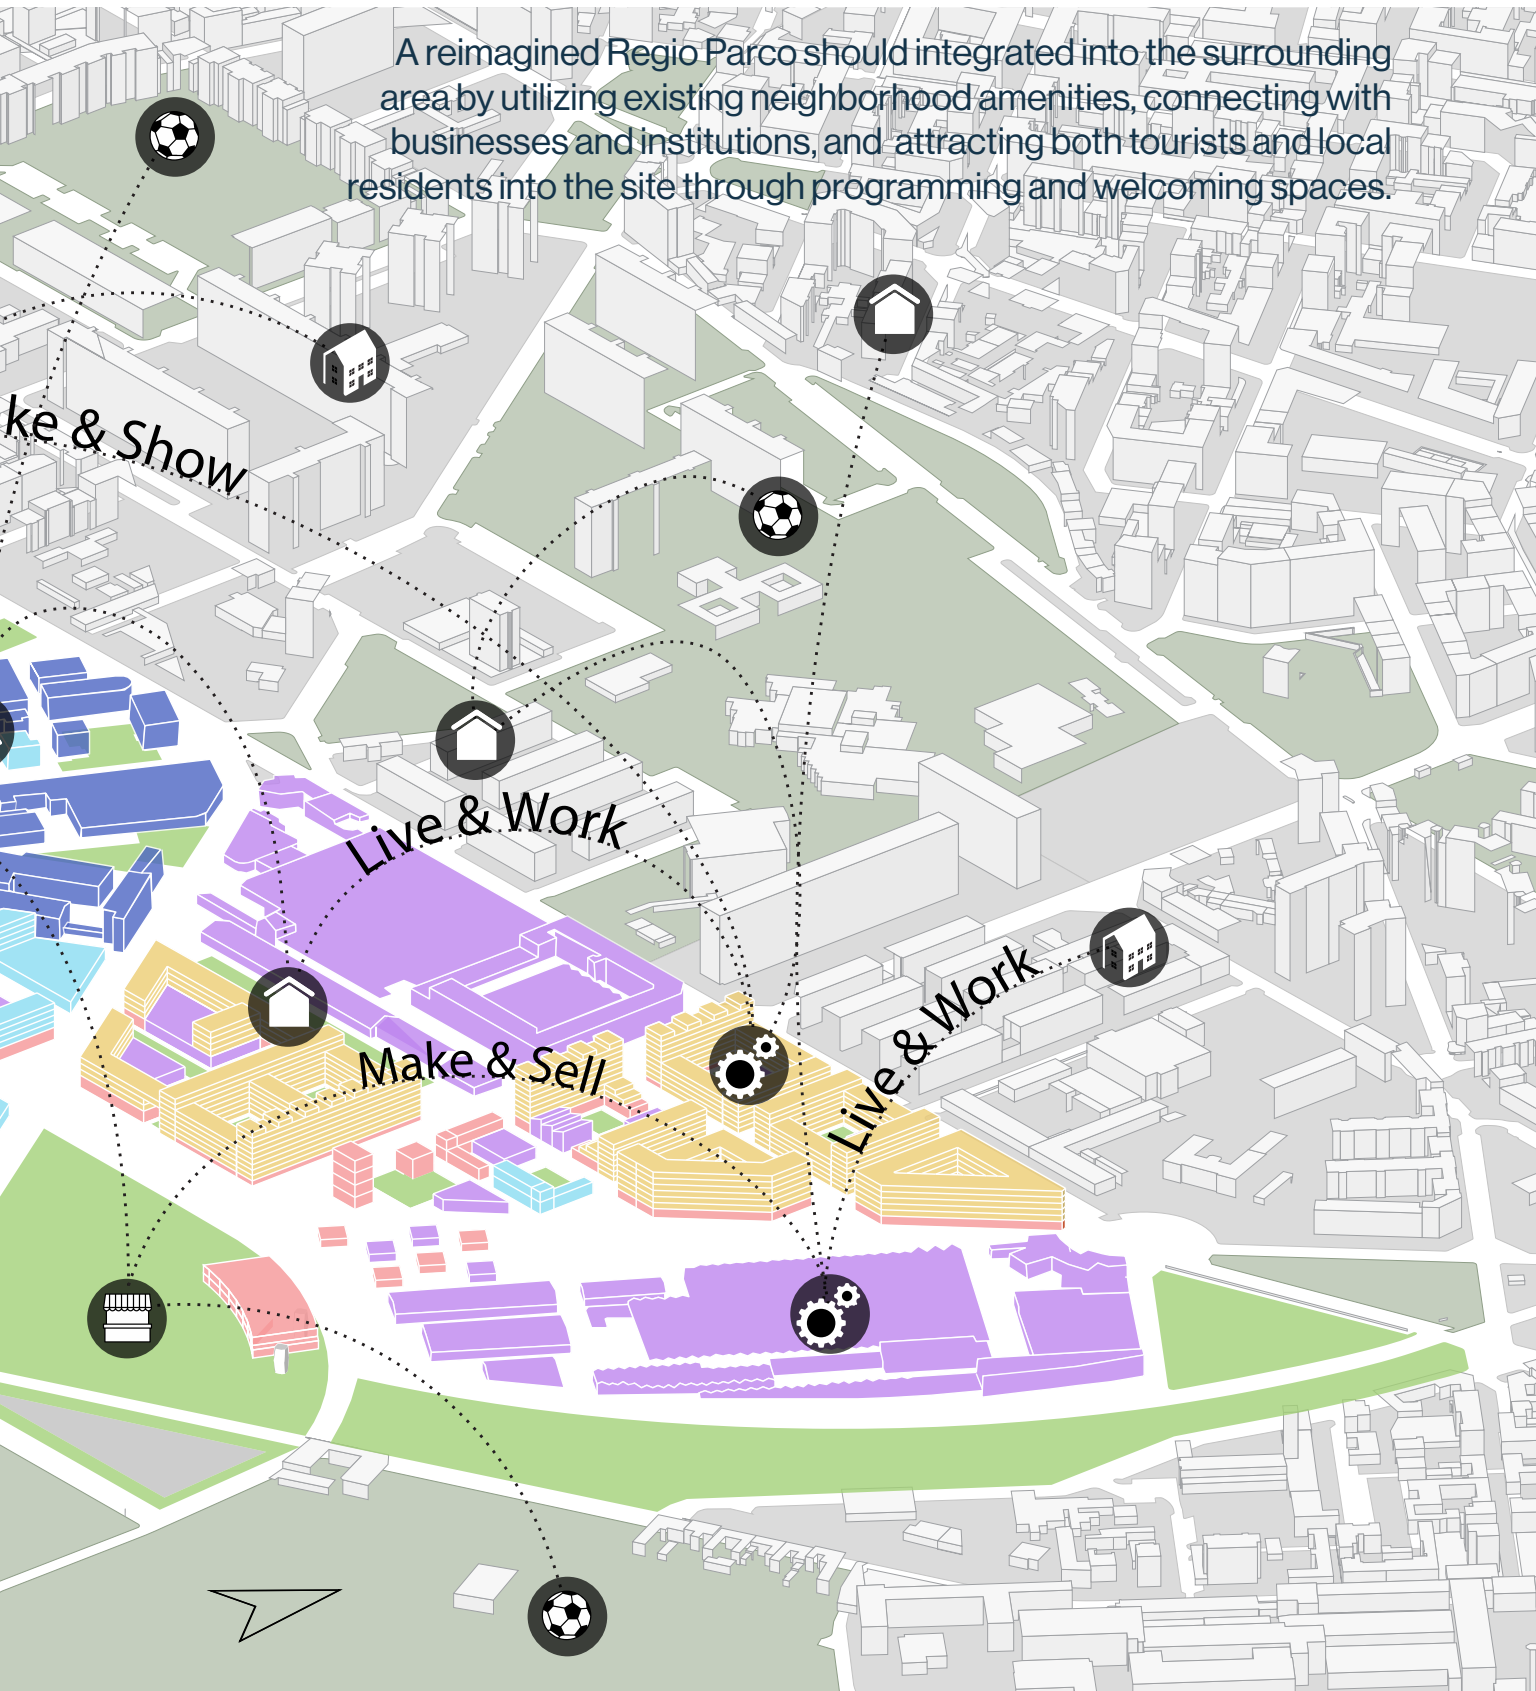 A reimagined Regio Parco should integrated into the surrounding
area by utilizing existing neighborhood amenities, connecting with
businesses and institutions, and attracting both tourists and local
residents into the site through programming and welcoming spaces.
ke & Show
Live & Work
Live & Work
Make & Sell